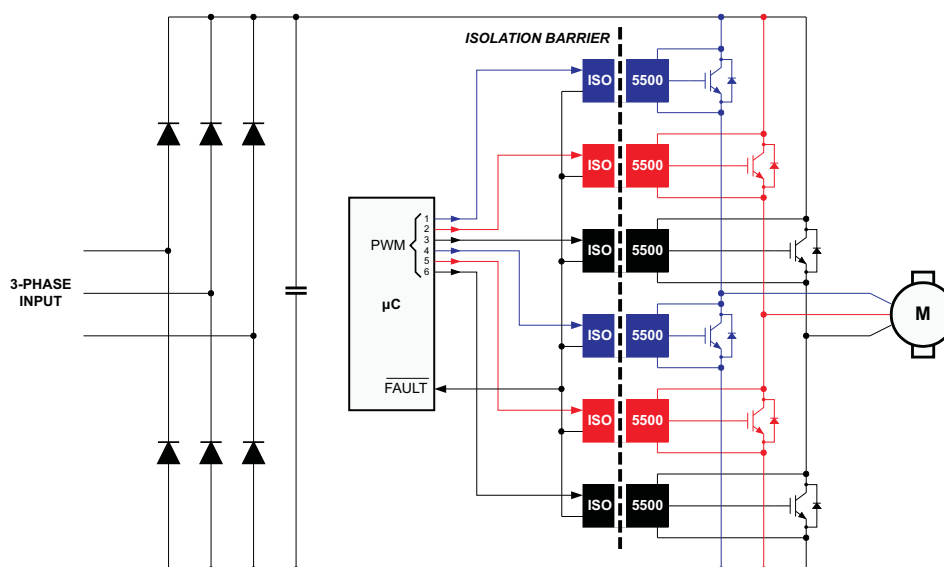 ISOLATION BARRIER
ISO 5500
ISO 5500
1
2
PWM 3
4
5
6
ISO 5500
3-PHASE
INPUT
µC
M
ISO 5500
FAULT
ISO 5500
ISO 5500